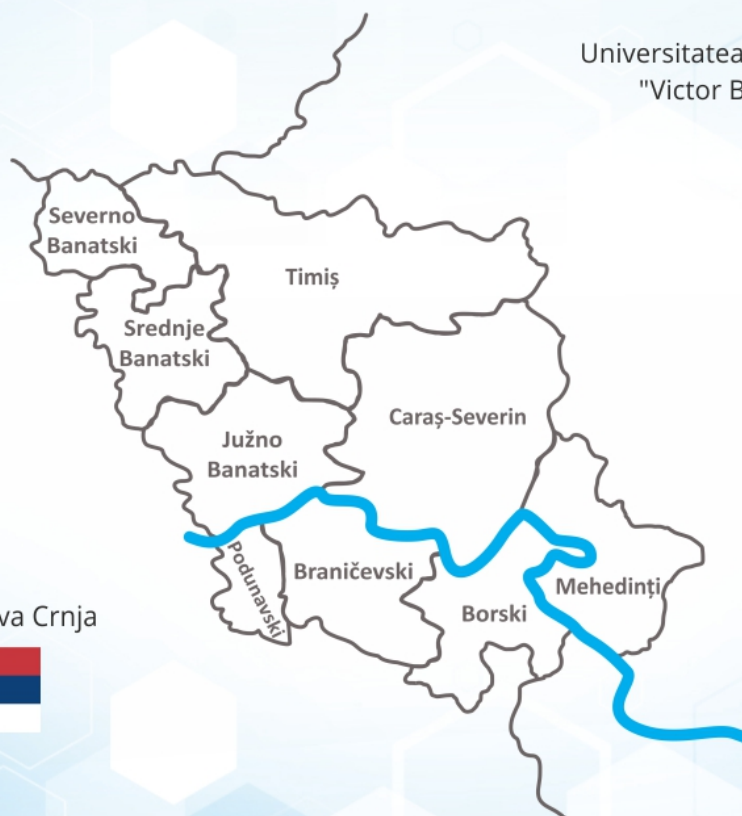 Universitatea
"Victor B
Severno
Banatski
Timiș
Srednje
Banatski
Caraș-Severin
Južno
Banatski
Podunavski
Braničevski
Mehedinți
Borski
va Crnja